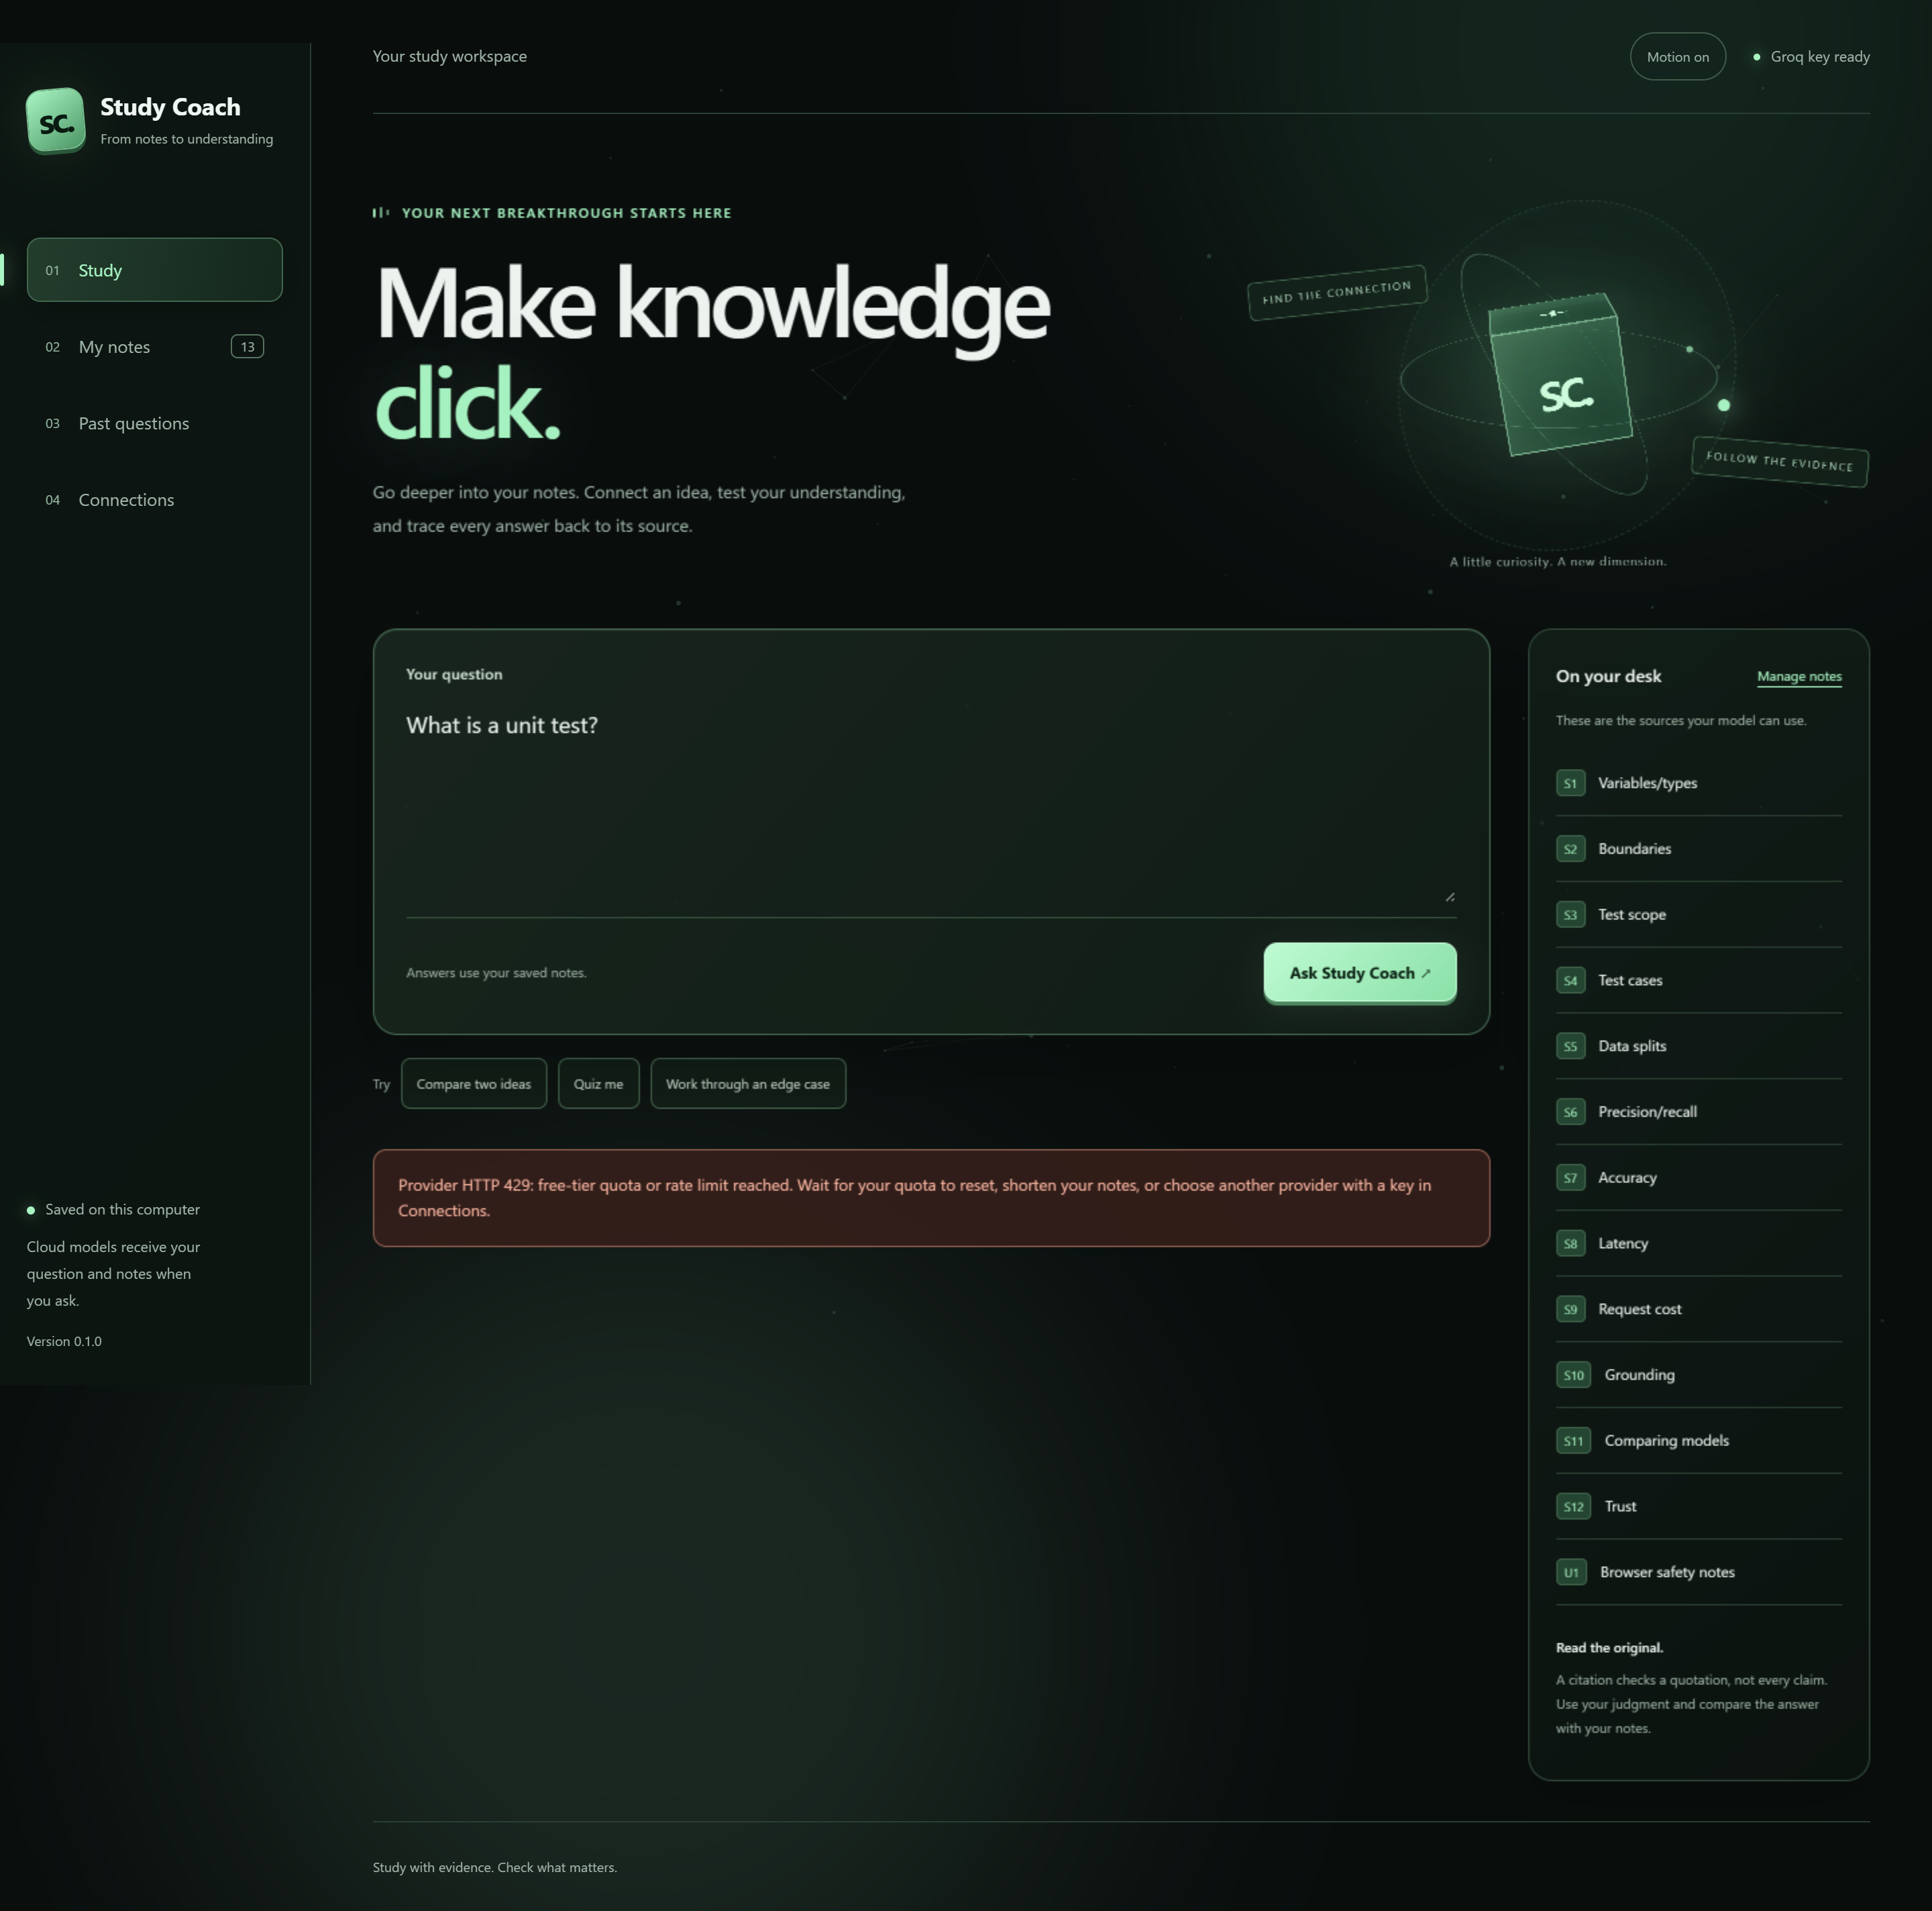 sc.
Study Coach
From notes to understanding
01 Study
02 My notes 13
03 Past questions
04 Connections
Saved on this computer
Cloud models receive your
question and notes when
you ask.
Version 0.1.0
Your study workspace
Motion on
Groq key ready
YOUR NEXT BREAKTHROUGH STARTS HERE
Make knowledge
click.
Go deeper into your notes. Connect an idea, test your understanding,
and trace every answer back to its source.
FIND THE CONNECTION
sc.
FOLLOW THE EVIDENCE
A little curiosity. A new dimension.
Your question
What is a unit test?
Answers use your saved notes.
Ask Study Coach ↗
Try
Compare two ideas
Quiz me
Work through an edge case
Provider HTTP 429: free-tier quota or rate limit reached. Wait for your quota to reset, shorten your notes, or choose another provider with a key in
Connections.
On your desk
Manage notes
These are the sources your model can use.
S1 Variables/types
S2 Boundaries
S3 Test scope
S4 Test cases
S5 Data splits
S6 Precision/recall
S7 Accuracy
S8 Latency
S9 Request cost
S10 Grounding
S11 Comparing models
S12 Trust
U1 Browser safety notes
Read the original.
A citation checks a quotation, not every claim.
Use your judgment and compare the answer
with your notes.
Study with evidence. Check what matters.